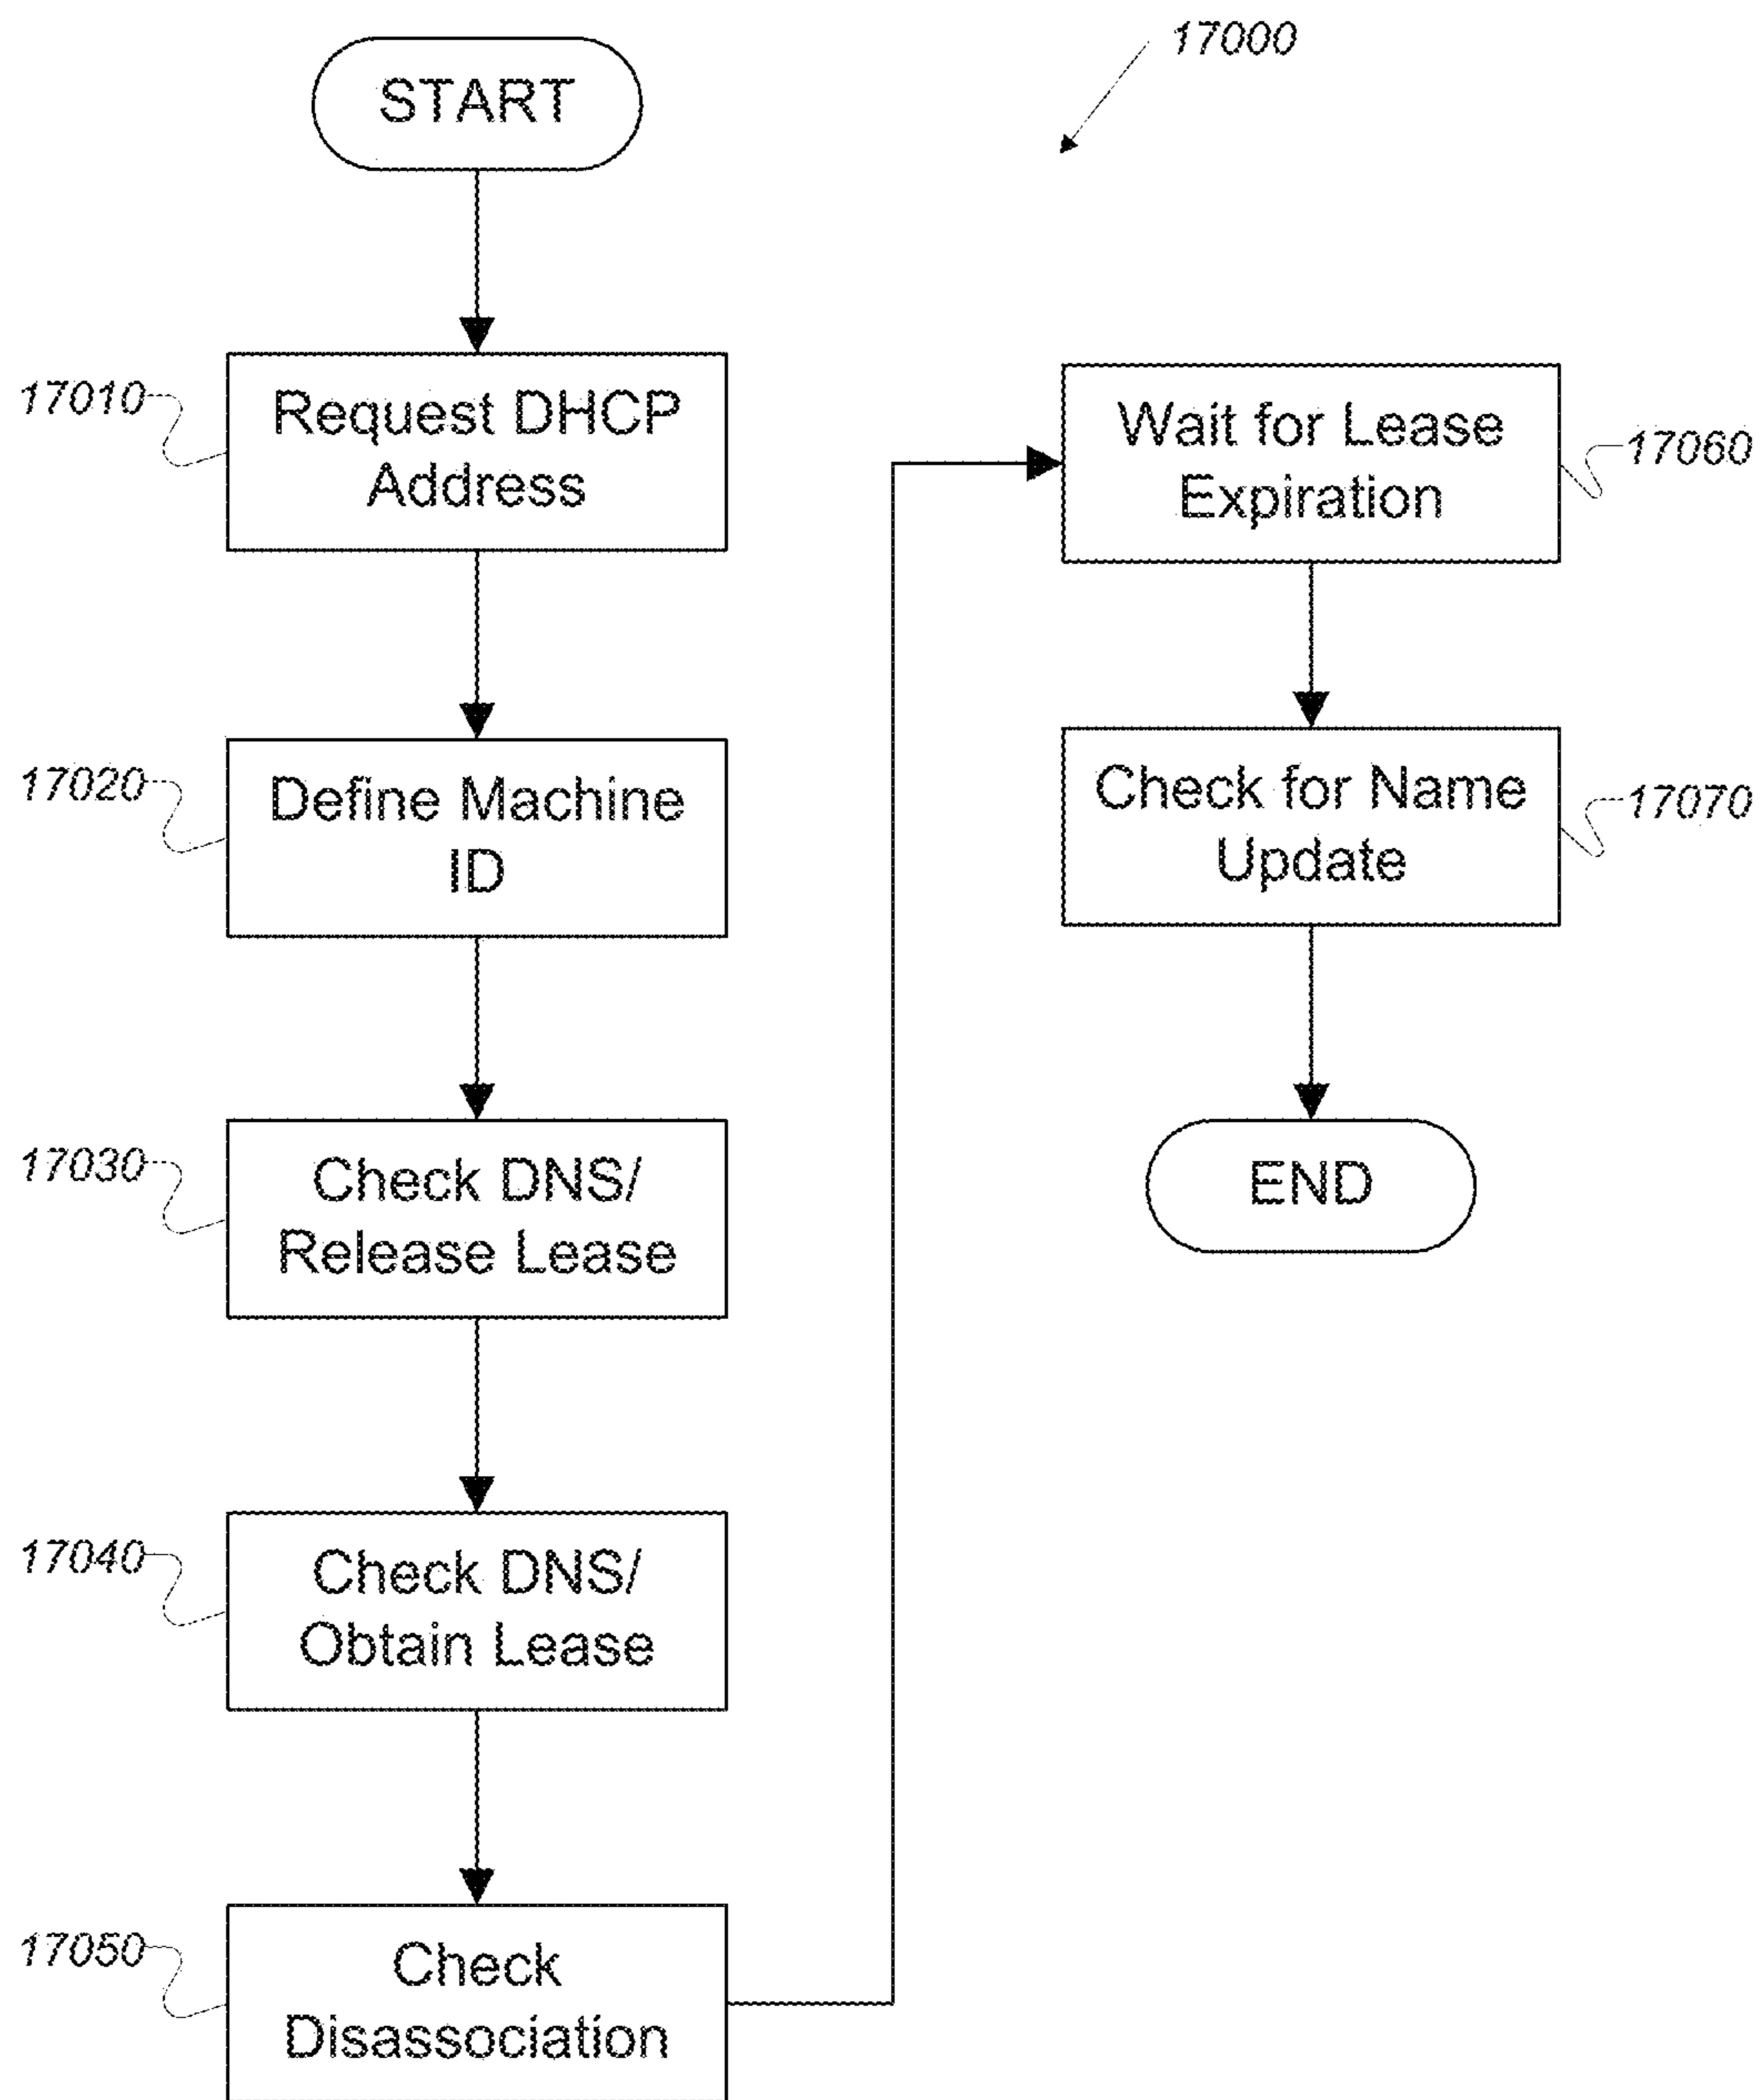 17000
START
17010
Request DHCP
Address
17020
Define Machine
ID
17030
Check DNS/
Release Lease
17040
Check DNS/
Obtain Lease
17050
Check
Disassociation
Wait for Lease
Expiration
17060
Check for Name
Update
17070
END